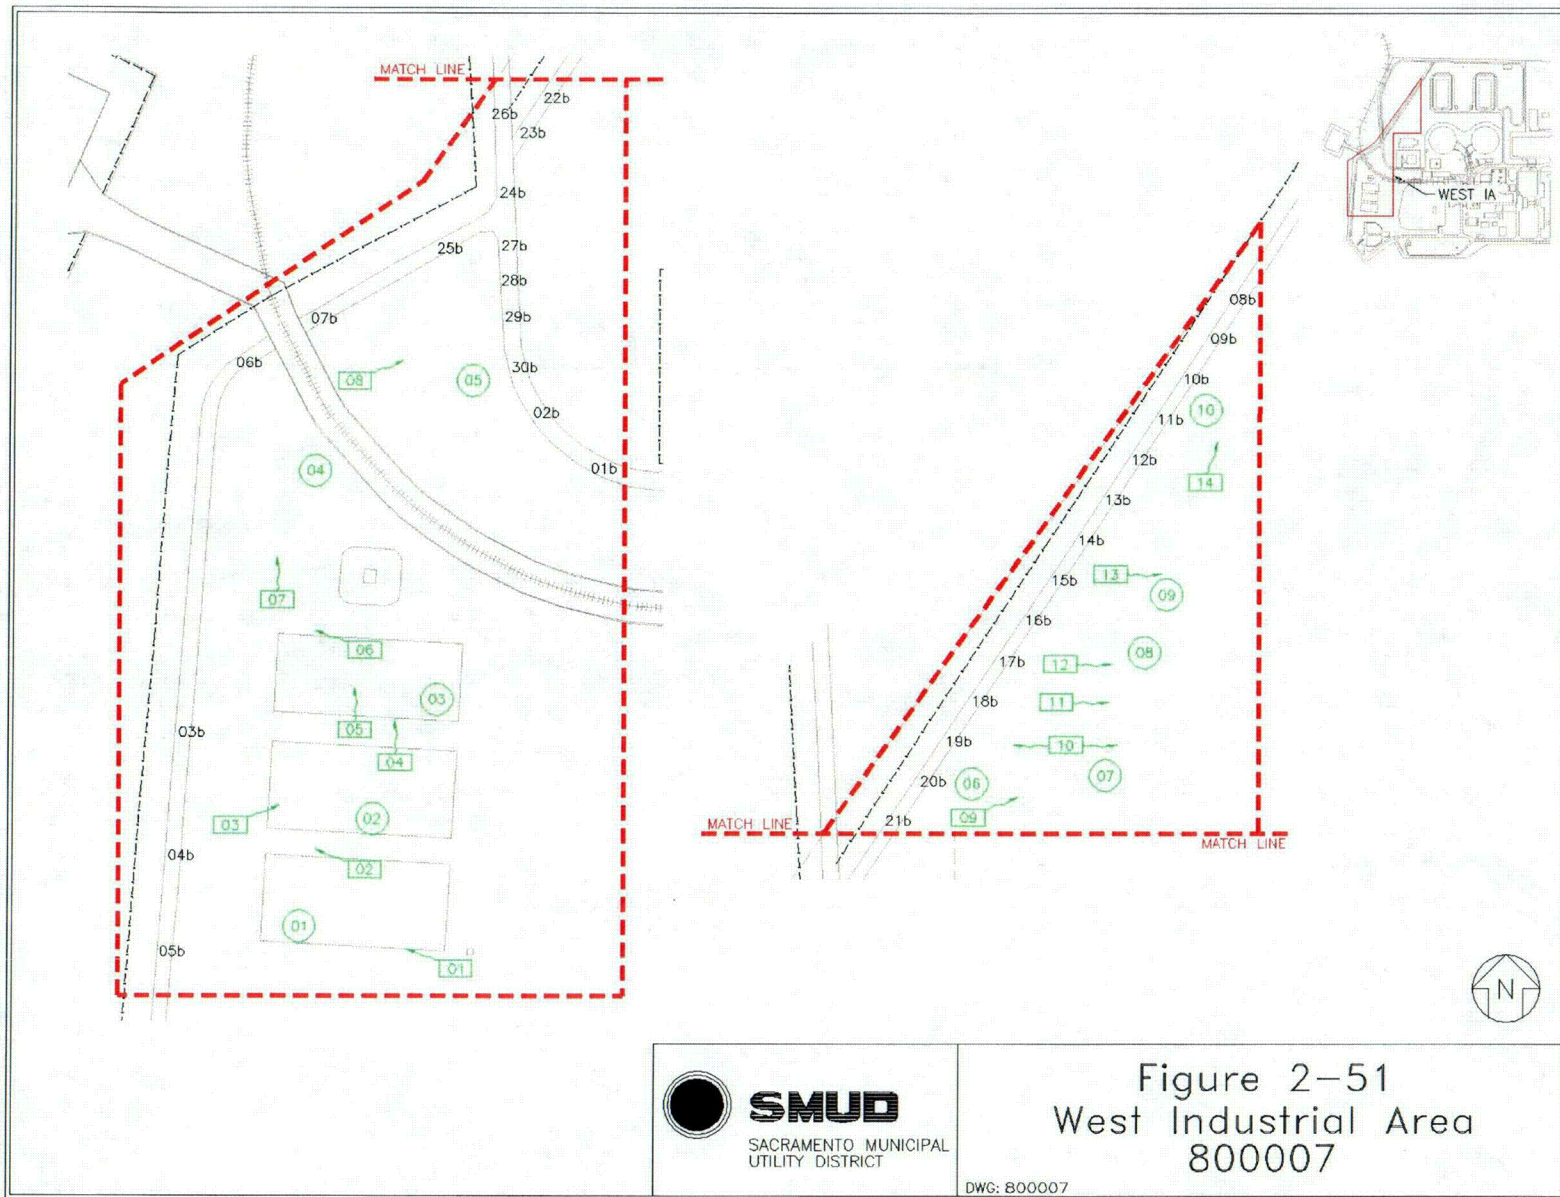 MATCH LINE
22b
26b
23b
24b
27b
25b
28b
29b
07b
06b
30b
08
05
02b
01b
04
07
06
03
03b
05
04
02
03
04b
02
01
05b
01
WEST IA
08b
09b
10b
10
11b
12b
14
13b
14b
13
15b
09
16b
08
17b
12
18b
11
19b
10
07
20b
06
09
21b
MATCH LINE
MATCH LINE
N
SMUD
SACRAMENTO MUNICIPAL
UTILITY DISTRICT
Figure 2-51
West Industrial Area
800007
DWG: 800007